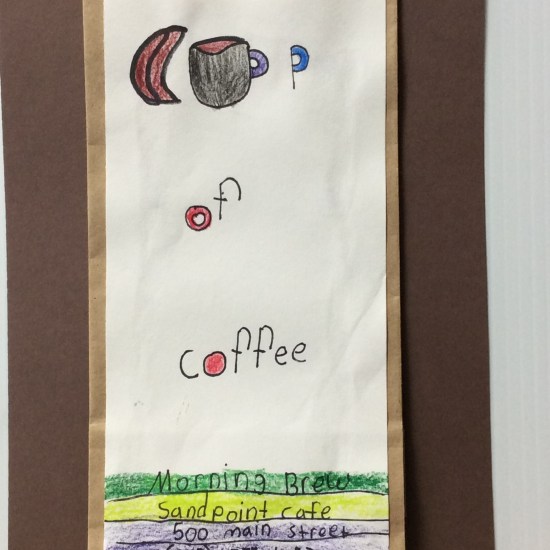 Cup
of
coffee
Morning Brew
Sandpoint cafe
500 main street